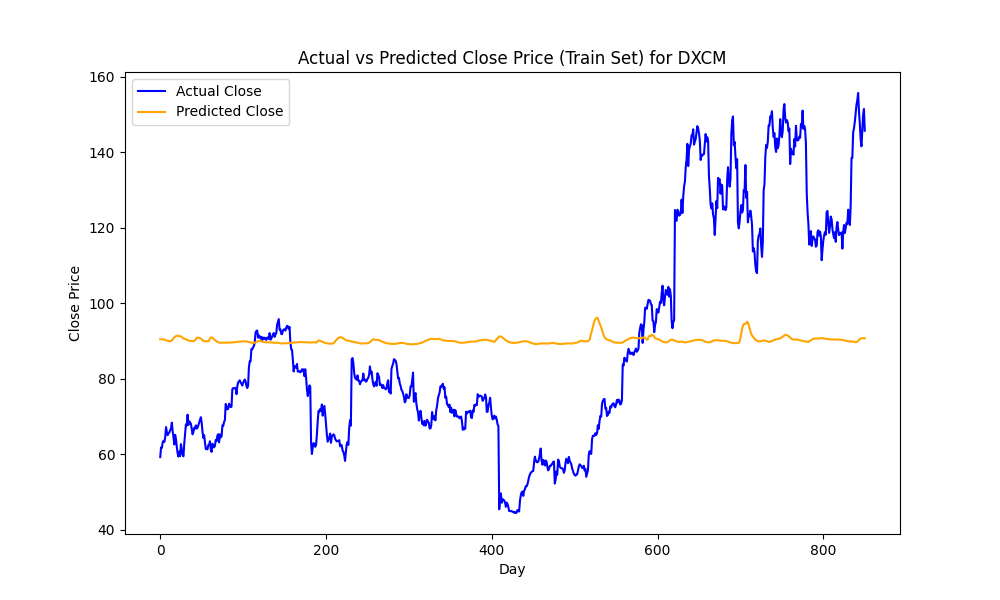 Actual vs Predicted Close Price (Train Set) for DXCM
Actual Close
Predicted Close
Close Price
160
140
120
100
80
60
40
0 200 400 600 800
Day